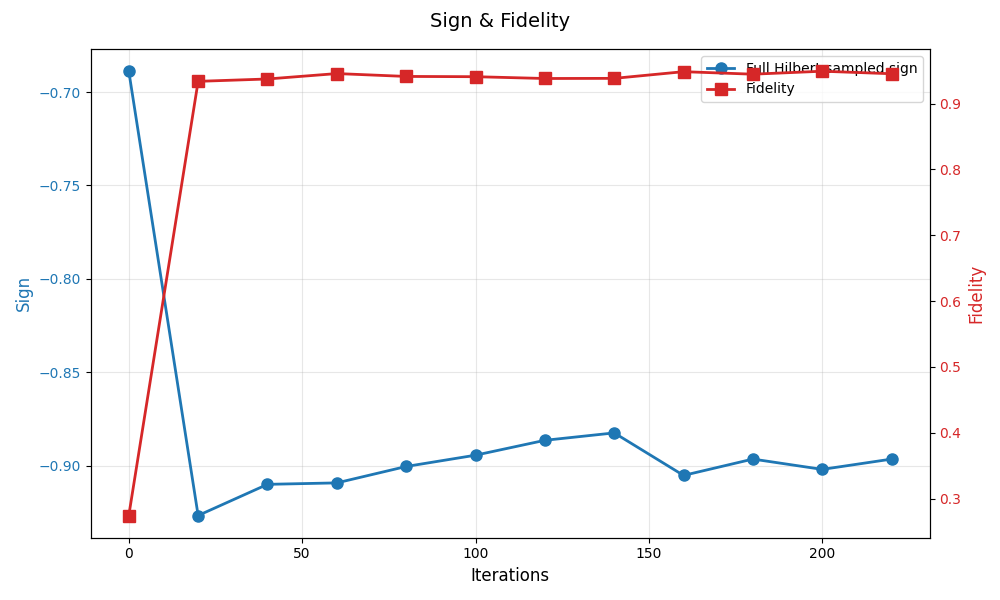 Sign & Fidelity
Full Hilbert sampled sign
Fidelity
−0.70
−0.75
−0.80
−0.85
−0.90
Sign
0.9
0.8
0.7
0.6
0.5
0.4
0.3
Fidelity
0
50
100
150
200
Iterations